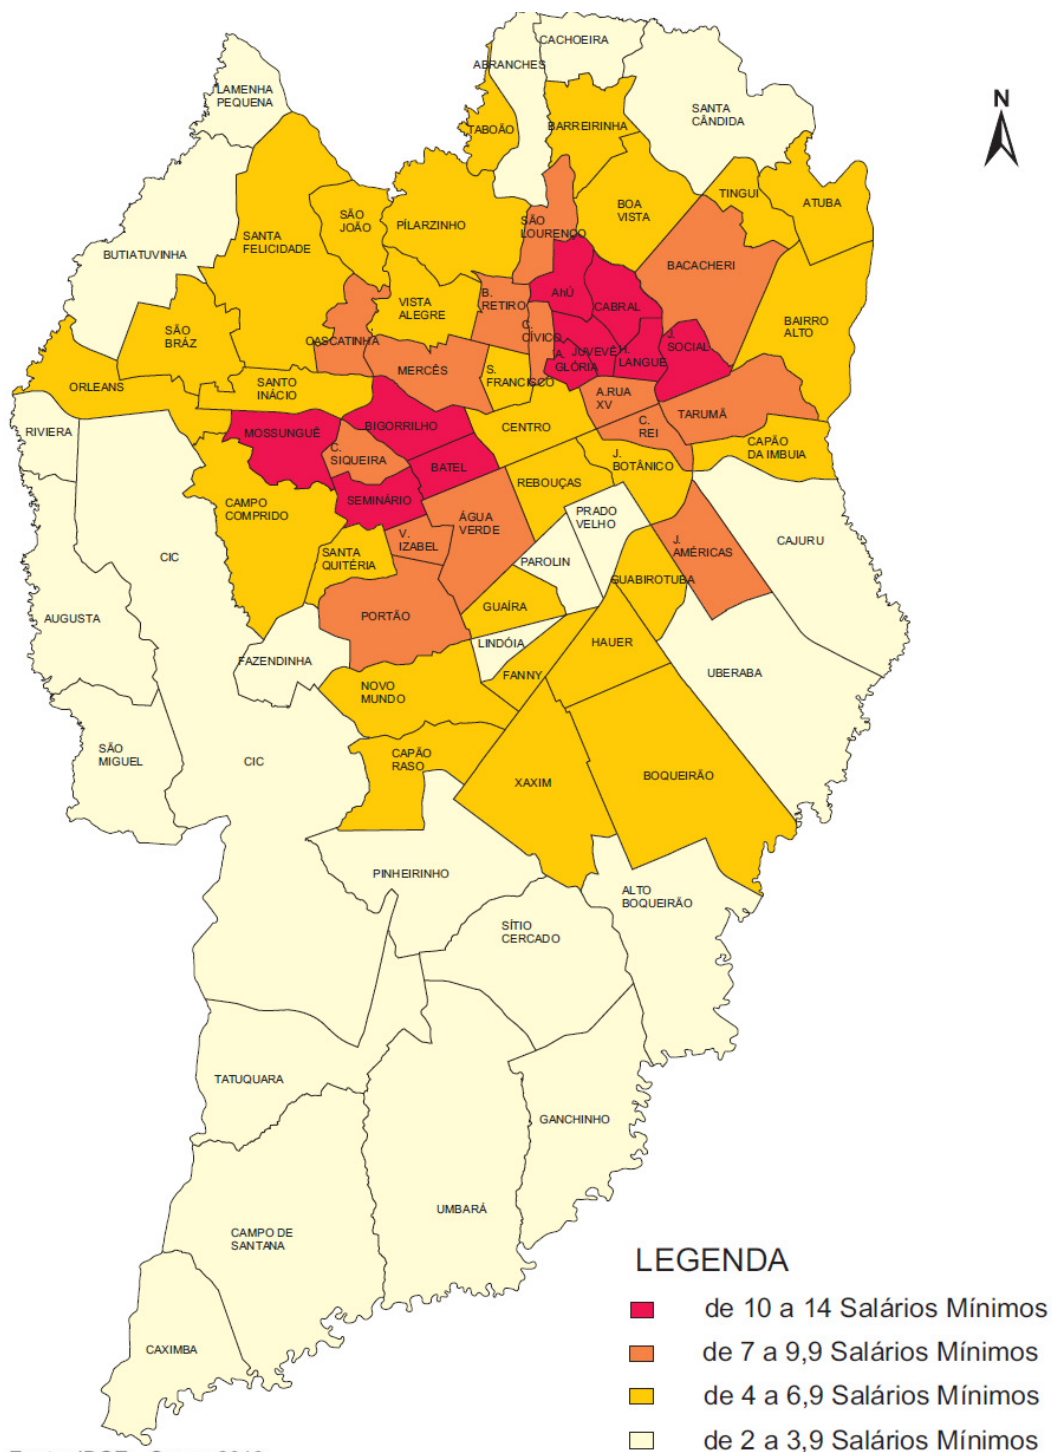 CACHOEIRA
ABRANCHES
LAMENHA
PEQUENA
SANTA
CÂNDIDA
N
TABOÃO
BARREIRINHA
TINGUI
ATUBA
BOA
VISTA
SÃO
JOÃO
PÍLARZINHO
SÃO
LOURENÇO
SANTA
FELICIDADE
BUTIATUVINHA
BACACHERI
AhÚ
CABRAL
B.
RETIRO
VISTA
ALEGRE
BAIRRO
ALTO
SÃO
BRÁZ
CASCATINHA
C.
CÍVICO
J.
SOCIAL
JUVEVÊ
H.
LANGUE
A.
GLÓRIA
MERCÊS
S.
FRANCISCO
ORLEANS
SANTO
INÁCIO
A.RUA
XV
TARUMÃ
C.
REI
RIVIERA
MOSSUNGUÊ
BIGORRILHO
CENTRO
CAPÃO
DA IMBUIA
C.
SIQUEIRA
BATEL
J.
BOTÂNICO
REBOUÇAS
SEMINÁRIO
CAMPO
COMPRIDO
ÁGUA
VERDE
PRADO
VELHO
V.
IZABEL
J.
AMÉRICAS
CAJURU
CIC
SANTA
QUITÉRIA
PAROLIN
GUABIROTUBA
AUGUSTA
PORTÃO
GUAÍRA
LINDÓIA
HAUER
FAZENDINHA
UBERABA
FANNY
NOVO
MUNDO
SÃO
MIGUEL
CIC
CAPÃO
RASO
XAXIM
BOQUEIRÃO
PINHEIRINHO
ALTO
BOQUEIRÃO
SÍTIO
CERCADO
TATUQUARA
GANCHINHO
UMBARÁ
CAMPO DE
SANTANA
CAXIMBA
LEGENDA
de 10 a 14 Salários Mínimos
de 7 a 9,9 Salários Mínimos
de 4 a 6,9 Salários Mínimos
de 2 a 3,9 Salários Mínimos